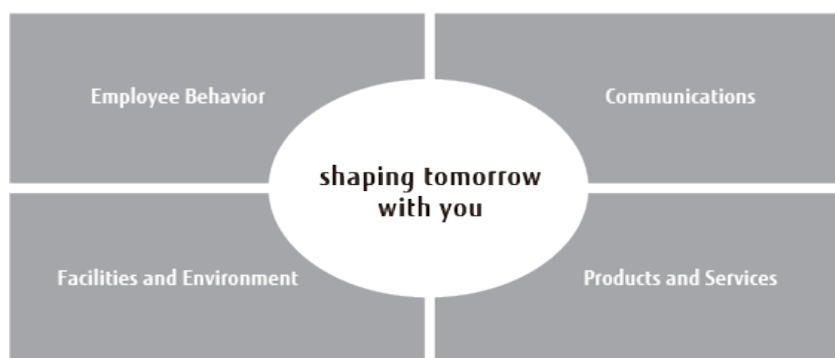 Employee Behavior
Communications
shaping tomorrow
with you
Facilities and Environment
Products and Services